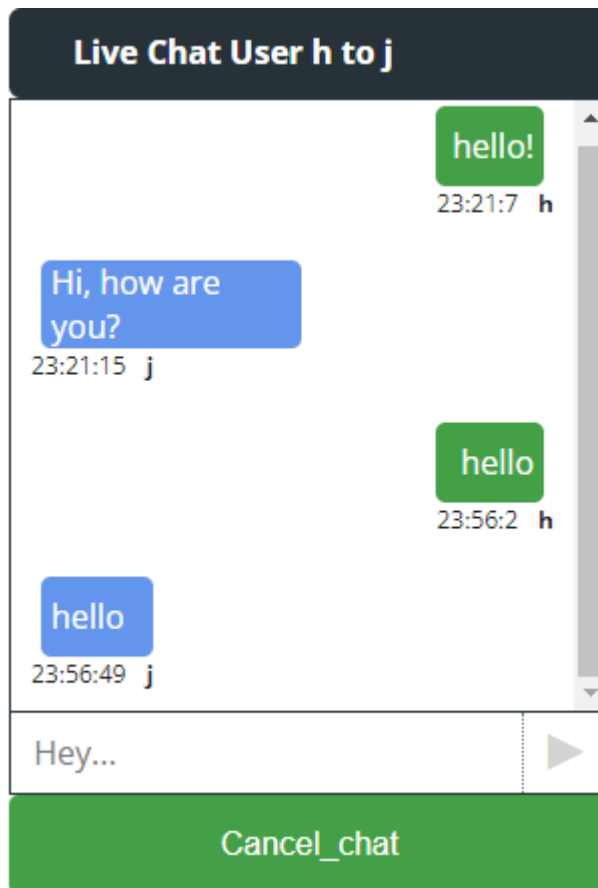 Live Chat User h to j
hello!
23:21:7 h
Hi, how are
you?
23:21:15 j
hello
23:56:2 h
hello
23:56:49 j
Hey...
Cancel_chat